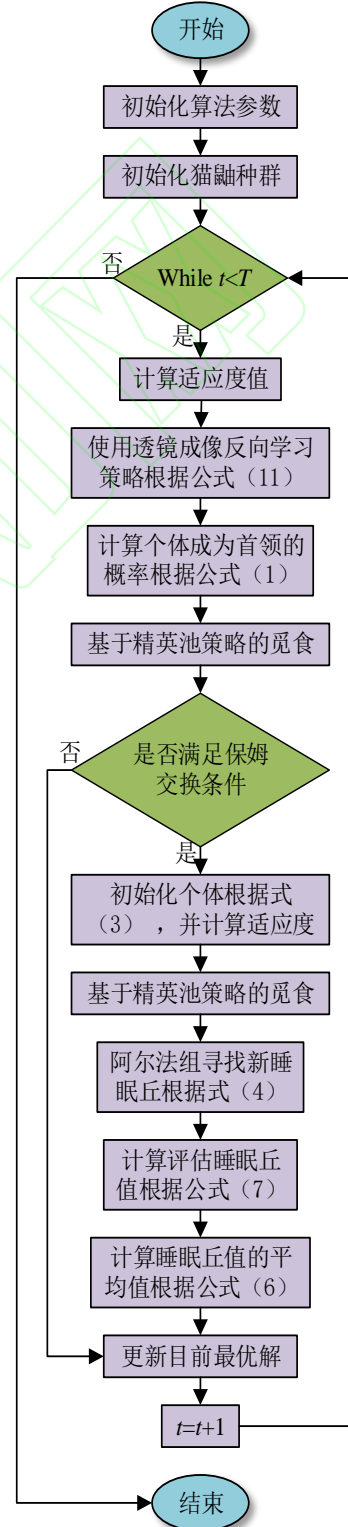 开始
初始化算法参数
初始化猫鼬种群
否
While t<T
是
计算适应度值
使用透镜成像反向学习
策略根据公式（11）
计算个体成为首领的
概率根据公式（1）
基于精英池策略的觅食
否
是否满足保姆
交换条件
是
初始化个体根据式
（3），并计算适应度
基于精英池策略的觅食
阿尔法组寻找新睡
眠丘根据式（4）
计算评估睡眠丘
值根据公式（7）
计算睡眠丘值的平
均值根据公式（6）
更新目前最优解
t=t+1
结束